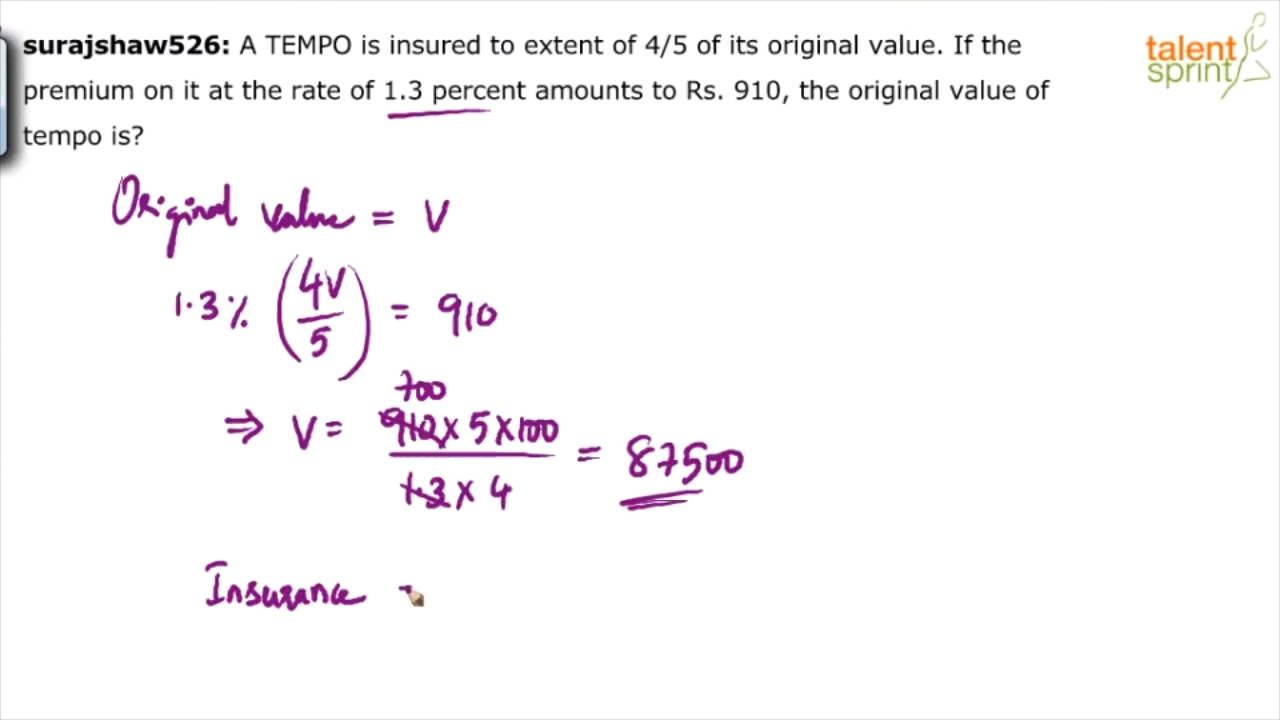 surajshaw526: A TEMPO is insured to extent of 4/5 of its original value. If the
premium on it at the rate of 1.3 percent amounts to Rs. 910, the original value of
tempo is?
talent
sprint
Original value = V
1.3% (4V/5) = 910
700
⇒ V = 910 x 5 x 100 / 1.3 x 4 = 87500
Insurance